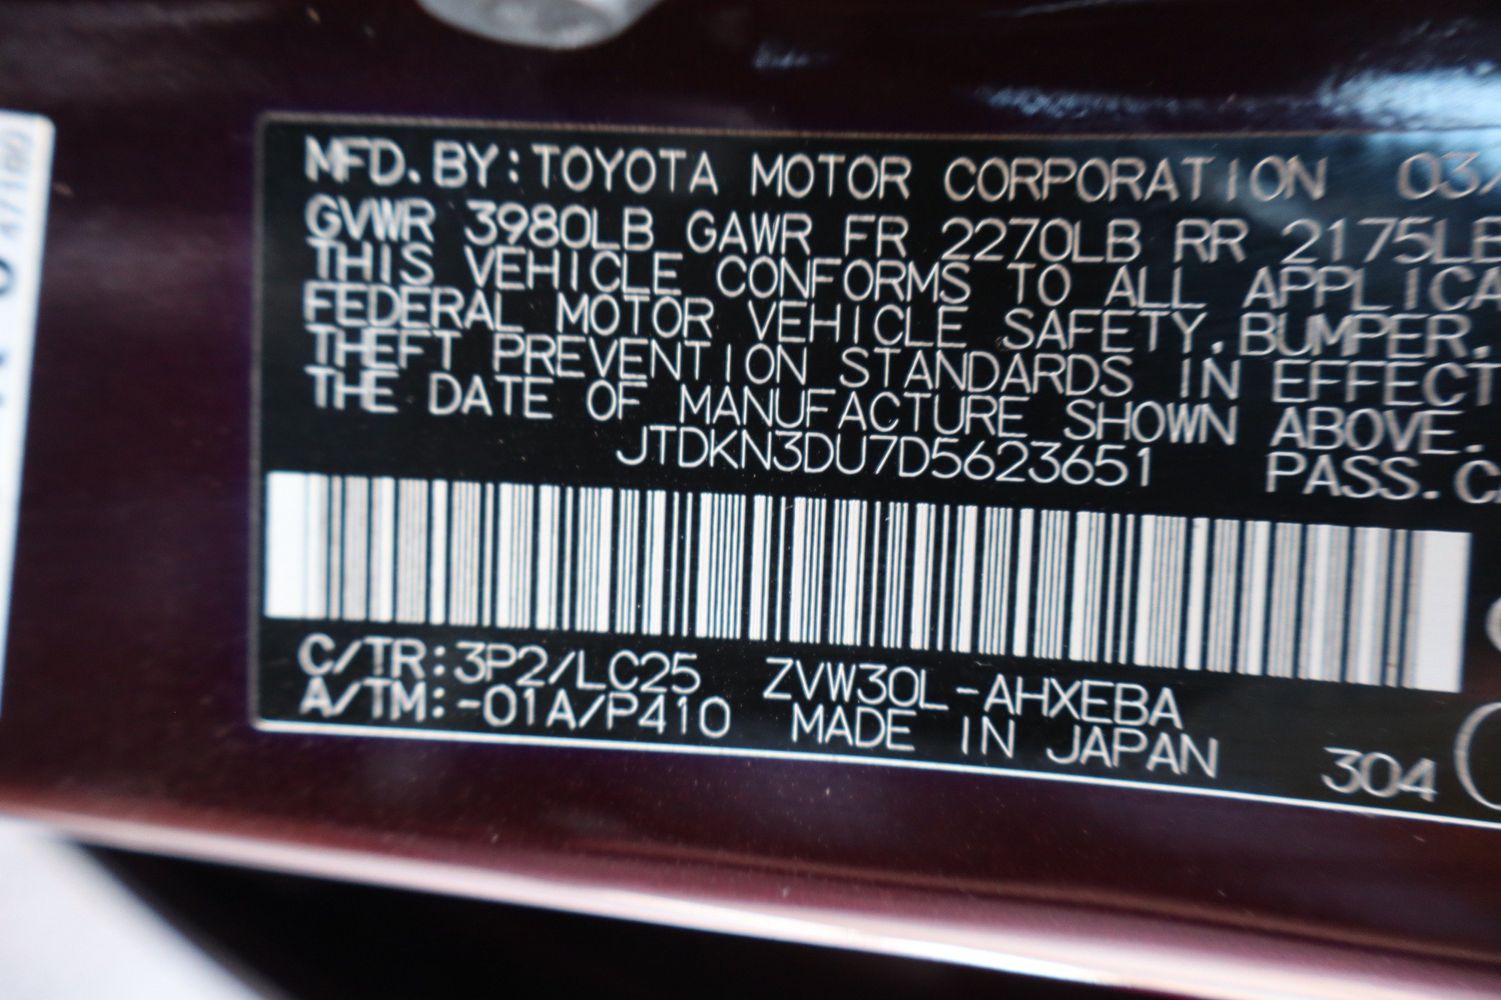 MFD. BY: TOYOTA MOTOR CORPORATION 03/
GVWR 3980LB GAWR FR 2270LB RR 2175LB
THIS VEHICLE CONFORMS TO ALL APPLICA
FEDERAL MOTOR VEHICLE SAFETY, BUMPER,
THEFT PREVENTION STANDARDS IN EFFECT
THE DATE OF MANUFACTURE SHOWN ABOVE.
JTDKN3DU7D5623651 PASS. CA
C/TR: 3P2/LC25 ZVW30L-AHXEBA
A/TM: -01A/P410 MADE IN JAPAN 304